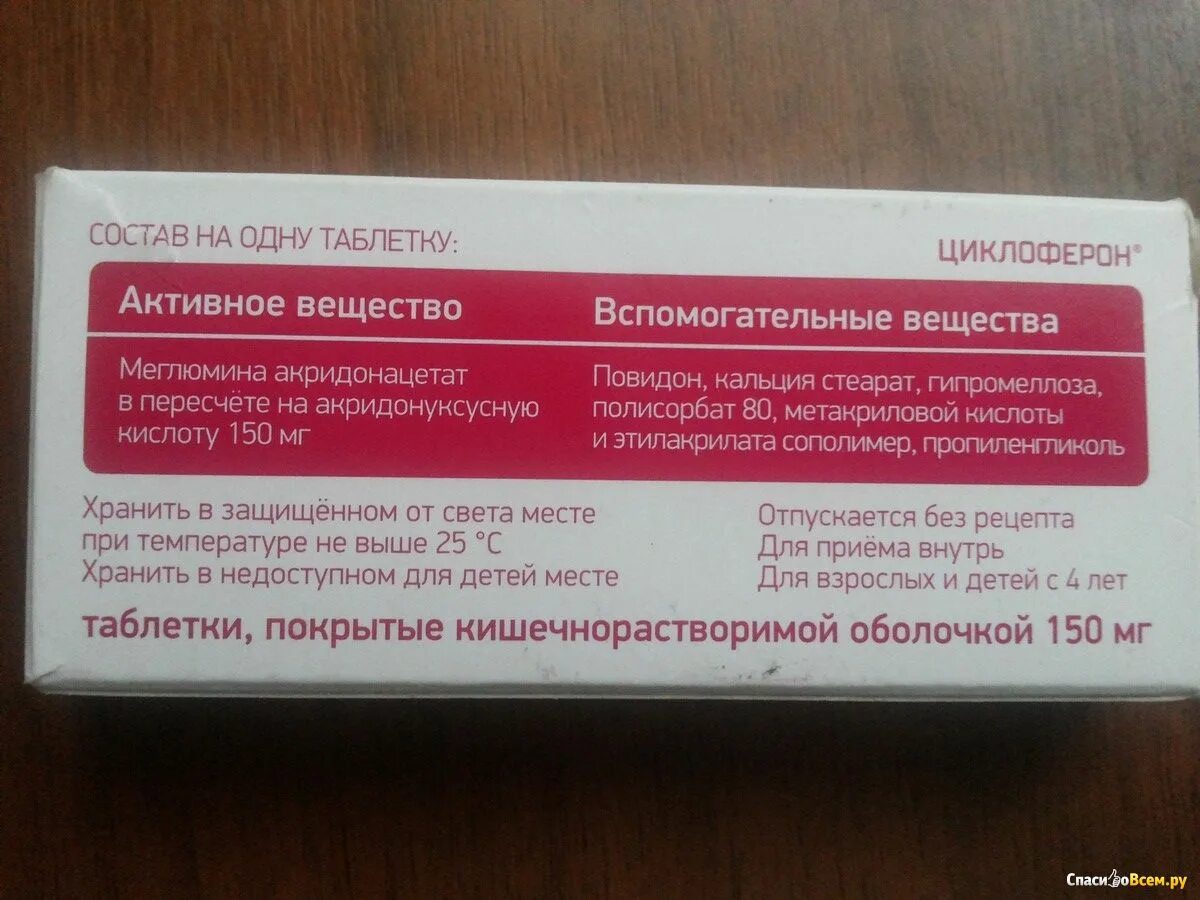 СОСТАВ НА ОДНУ ТАБЛЕТКУ:
ЦИКЛОФЕРОН®
Активное вещество
Вспомогательные вещества
Меглюмина акридонацетат
в пересчёте на акридонуксусную
кислоту 150 мг
Повидон, кальция стеарат, гипромеллоза,
полисорбат 80, метакриловой кислоты
и этилакрилата сополимер, пропиленгликоль
Хранить в защищённом от света месте
при температуре не выше 25 °С
Хранить в недоступном для детей месте
Отпускается без рецепта
Для приёма внутрь
Для взрослых и детей с 4 лет
таблетки, покрытые кишечнорастворимой оболочкой 150 мг
СпасибоВсем.ру